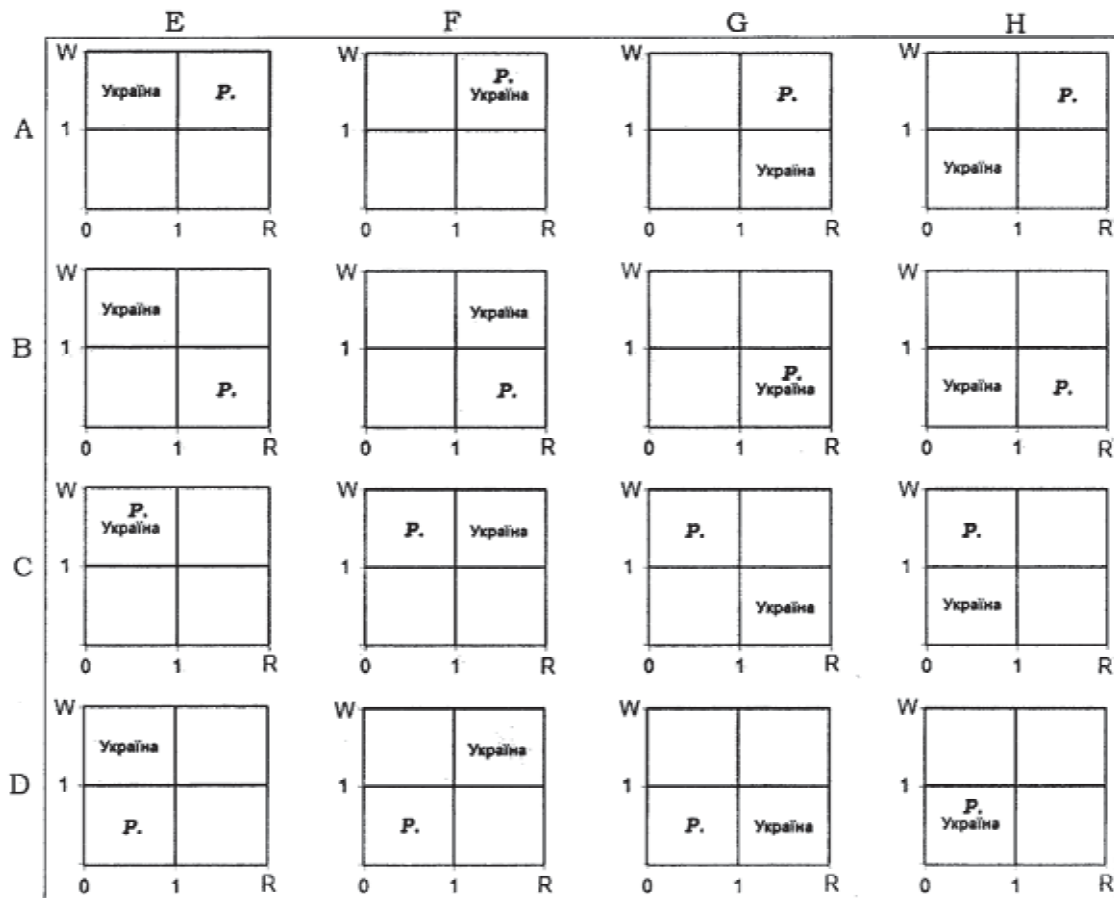 E F G H
W W W W
Україна P. P. P. P.
Україна
A 1 1 1 1
Україна Україна
0 1 R 0 1 R 0 1 R 0 1 R
W W W W
Україна Україна
B 1 1 1 1
P. P. P. Україна P.
Україна
0 1 R 0 1 R 0 1 R 0 1 R
W W W W
P. P. Україна P. P.
Україна
C 1 1 1 1
Україна Україна
0 1 R 0 1 R 0 1 R 0 1 R
W W W W
Україна Україна
D 1 1 1 1
P. P. P. Україна P.
Україна
0 1 R 0 1 R 0 1 R 0 1 R